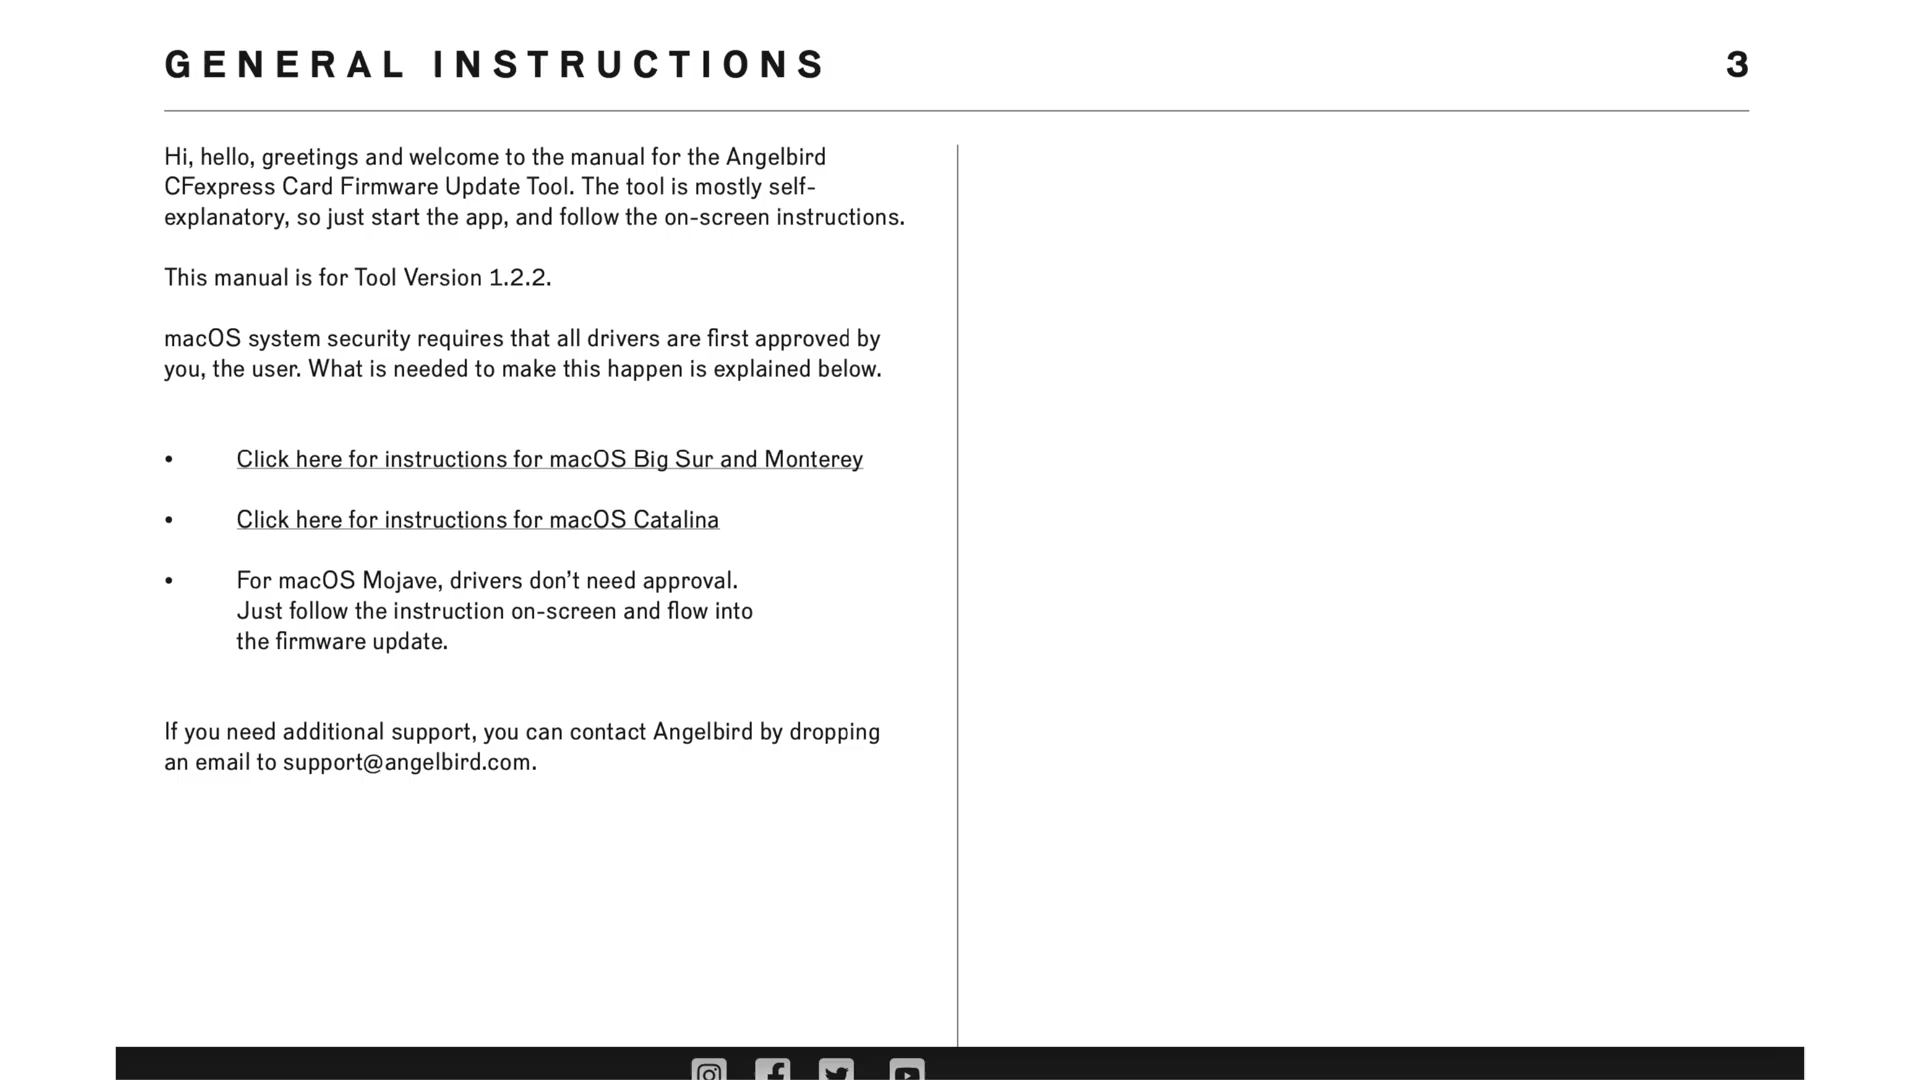 GENERAL INSTRUCTIONS
3
Hi, hello, greetings and welcome to the manual for the Angelbird
CFexpress Card Firmware Update Tool. The tool is mostly self-
explanatory, so just start the app, and follow the on-screen instructions.
This manual is for Tool Version 1.2.2.
macOS system security requires that all drivers are first approved by
you, the user. What is needed to make this happen is explained below.
• Click here for instructions for macOS Big Sur and Monterey
• Click here for instructions for macOS Catalina
• For macOS Mojave, drivers don’t need approval.
Just follow the instruction on-screen and flow into
the firmware update.
If you need additional support, you can contact Angelbird by dropping
an email to support@angelbird.com.